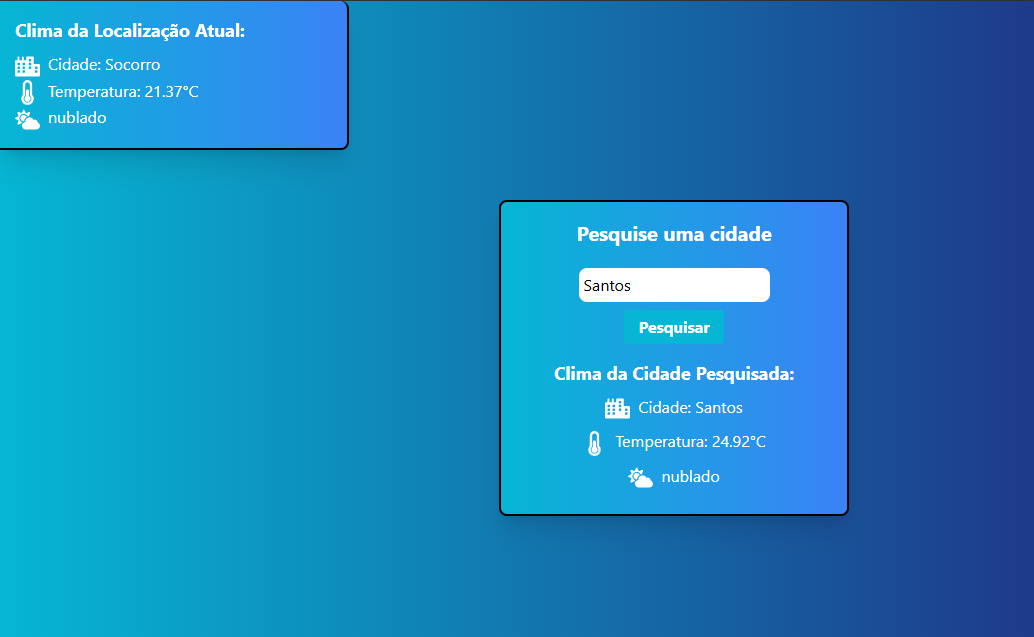 Clima da Localização Atual:
Cidade: Socorro
Temperatura: 21.37°C
nublado
Pesquise uma cidade
Santos
Pesquisar
Clima da Cidade Pesquisada:
Cidade: Santos
Temperatura: 24.92°C
nublado